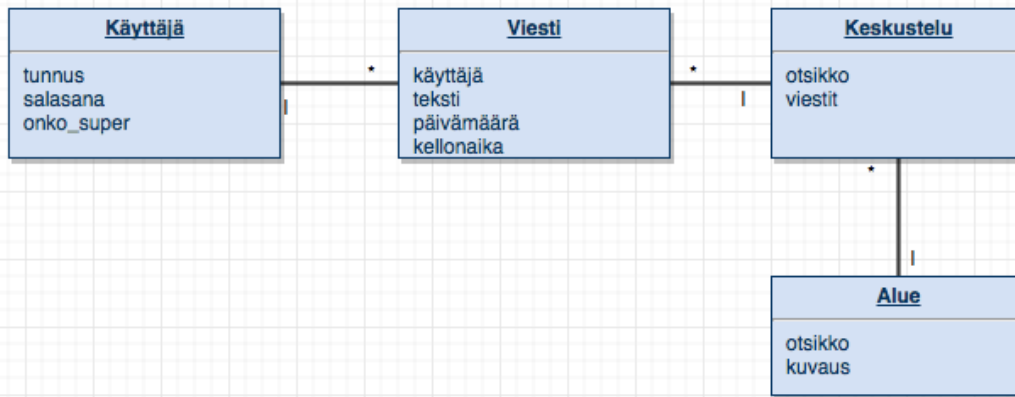 Käyttäjä
tunnus
salasana
onko_super
|
*
Viesti
käyttäjä
teksti
päivämäärä
kellonaika
*
|
Keskustelu
otsikko
viestit
*
|
Alue
otsikko
kuvaus